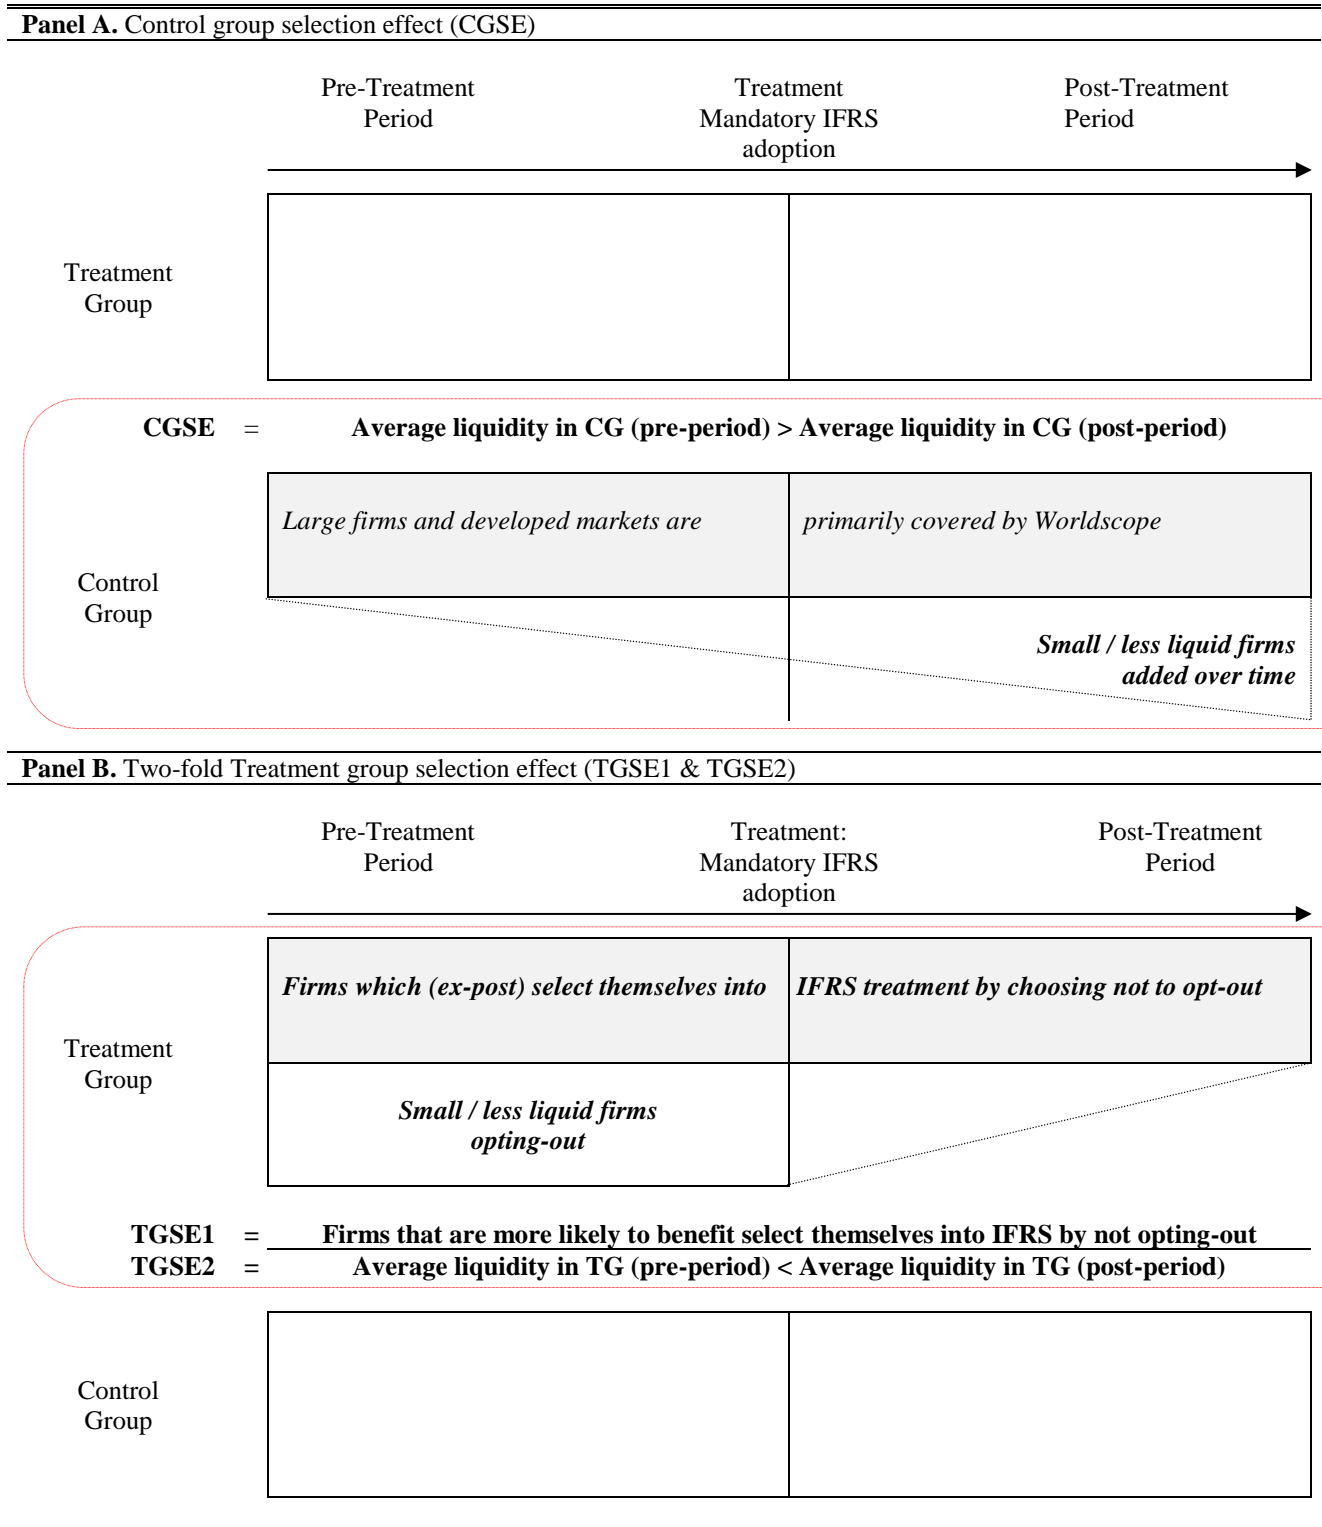 Panel A. Control group selection effect (CGSE)
Pre-Treatment Period
Treatment Mandatory IFRS adoption
Post-Treatment Period
Treatment Group
CGSE = Average liquidity in CG (pre-period) > Average liquidity in CG (post-period)
Large firms and developed markets are primarily covered by Worldscope
Control Group
Small / less liquid firms
added over time
Panel B. Two-fold Treatment group selection effect (TGSE1 & TGSE2)
Pre-Treatment Period
Treatment: Mandatory IFRS adoption
Post-Treatment Period
Firms which (ex-post) select themselves into IFRS treatment by choosing not to opt-out
Treatment Group
Small / less liquid firms
opting-out
TGSE1 = Firms that are more likely to benefit select themselves into IFRS by not opting-out
TGSE2 = Average liquidity in TG (pre-period) < Average liquidity in TG (post-period)
Control Group